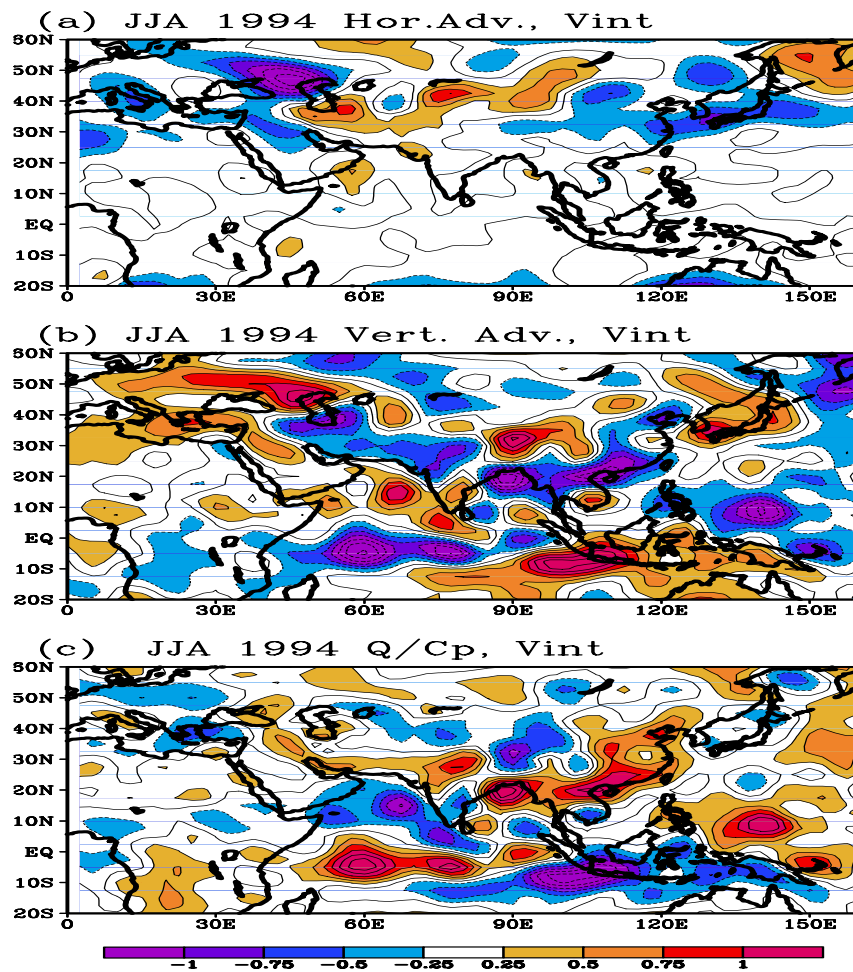 (a) JJA 1994 Hor.Adv., Vint
50N
40N
30N
20N
10N
EQ
10S
20S
0 30E 60E 90E 120E 150E
(b) JJA 1994 Vert. Adv., Vint
50N
40N
30N
20N
10N
EQ
10S
20S
0 30E 60E 90E 120E 150E
(c) JJA 1994 Q/Cp, Vint
50N
40N
30N
20N
10N
EQ
10S
20S
0 30E 60E 90E 120E 150E
-1 -0.75 -0.5 -0.25 0.25 0.5 0.75 1